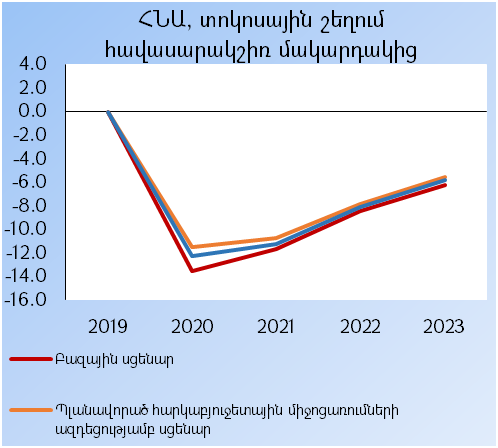 ՀՆԱ, տոկոսային շեղում
հավասարակշիռ մակարդակից
4.0
2.0
0.0
-2.0
-4.0
-6.0
-8.0
-10.0
-12.0
-14.0
-16.0
2019 2020 2021 2022 2023
Բազային սցենար
Պլանավորած հարկաբյուջետային միջոցառումների
ազդեցությամբ սցենար